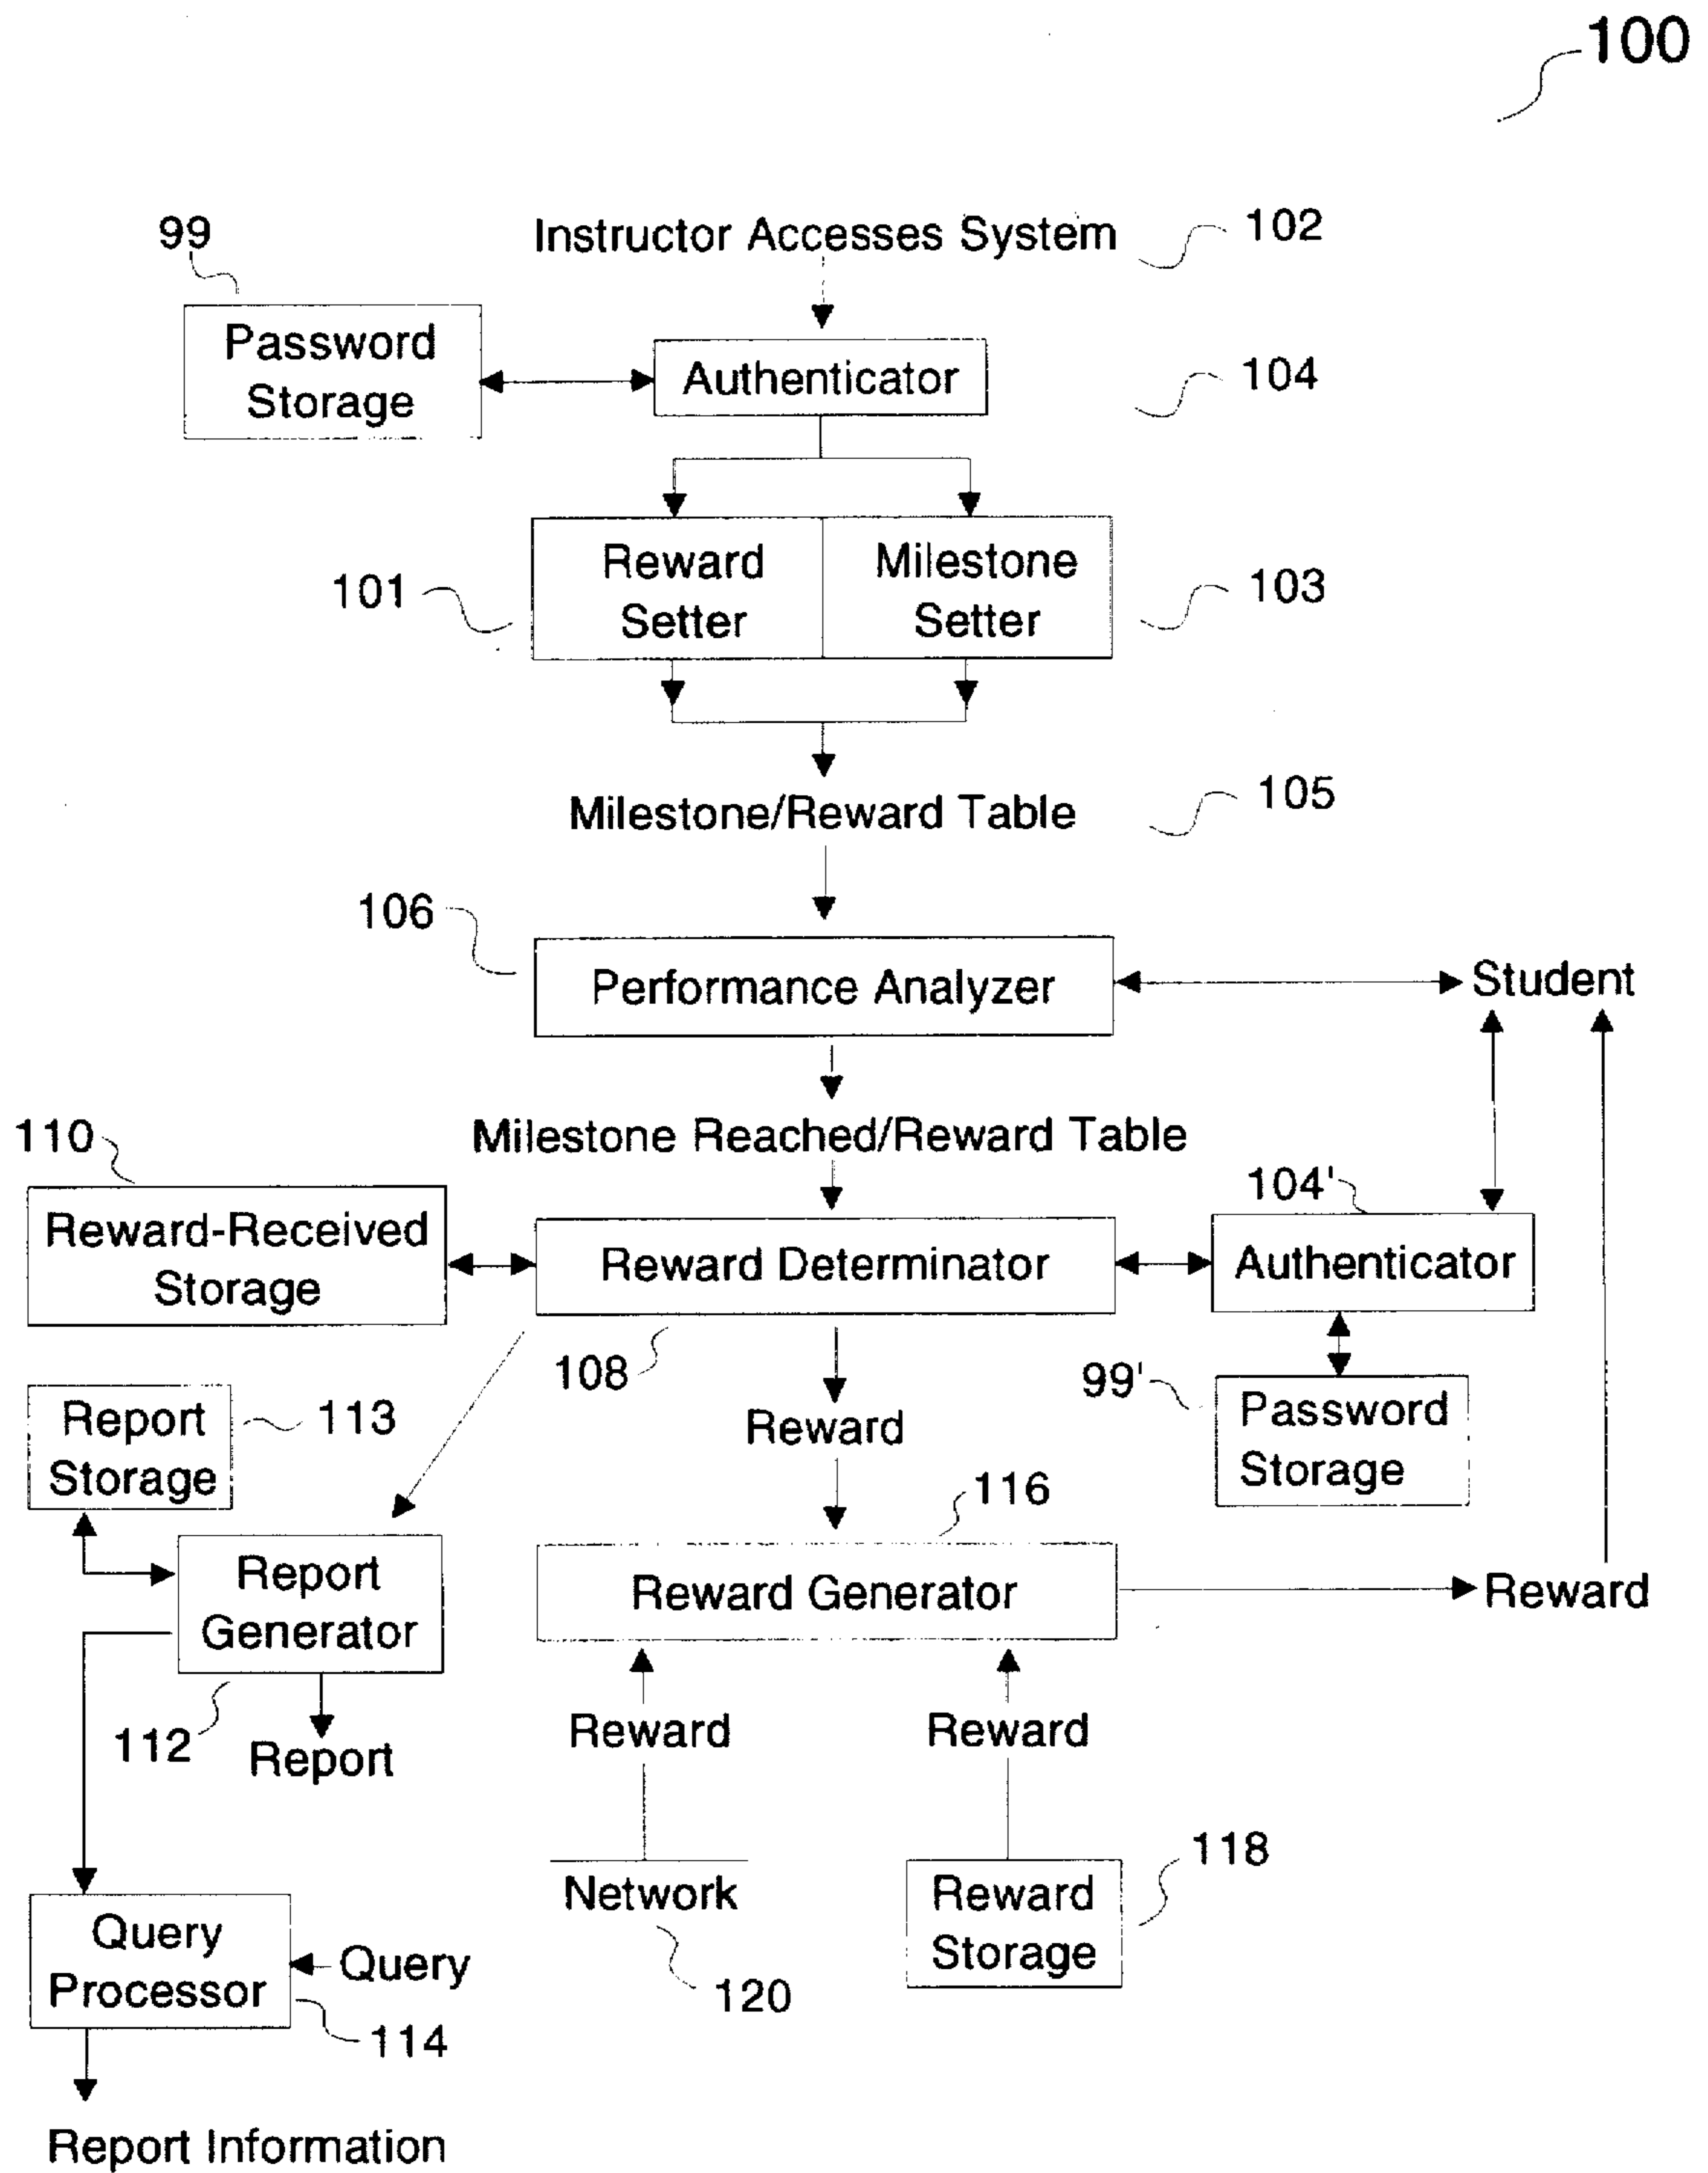 100
Instructor Accesses System
102
99
Password
Storage
Authenticator
104
Reward
Setter
Milestone
Setter
101
103
Milestone/Reward Table
105
106
Performance Analyzer
Student
Milestone Reached/Reward Table
110
Reward-Received
Storage
Reward Determinator
104'
Authenticator
108
99'
Password
Storage
Report
Storage
113
Reward
116
Report
Generator
Reward Generator
Reward
112
Report
Reward
Reward
Network
120
Reward
Storage
118
Query
Processor
Query
114
Report Information